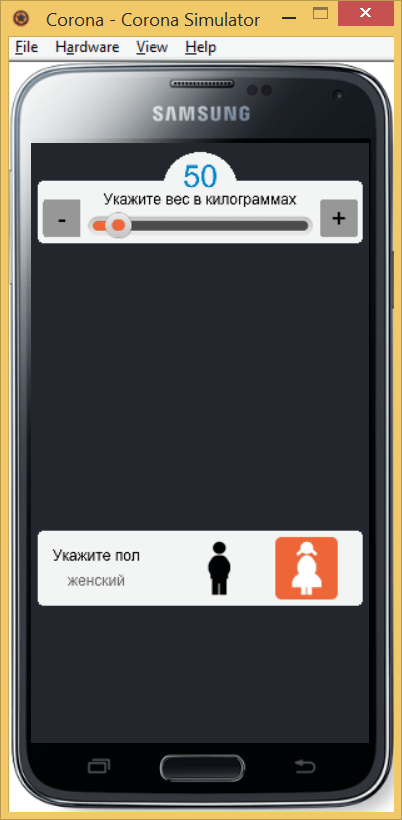 Corona - Corona Simulator
File Hardware View Help
SAMSUNG
50
Укажите вес в килограммах
- +
Укажите пол
женский